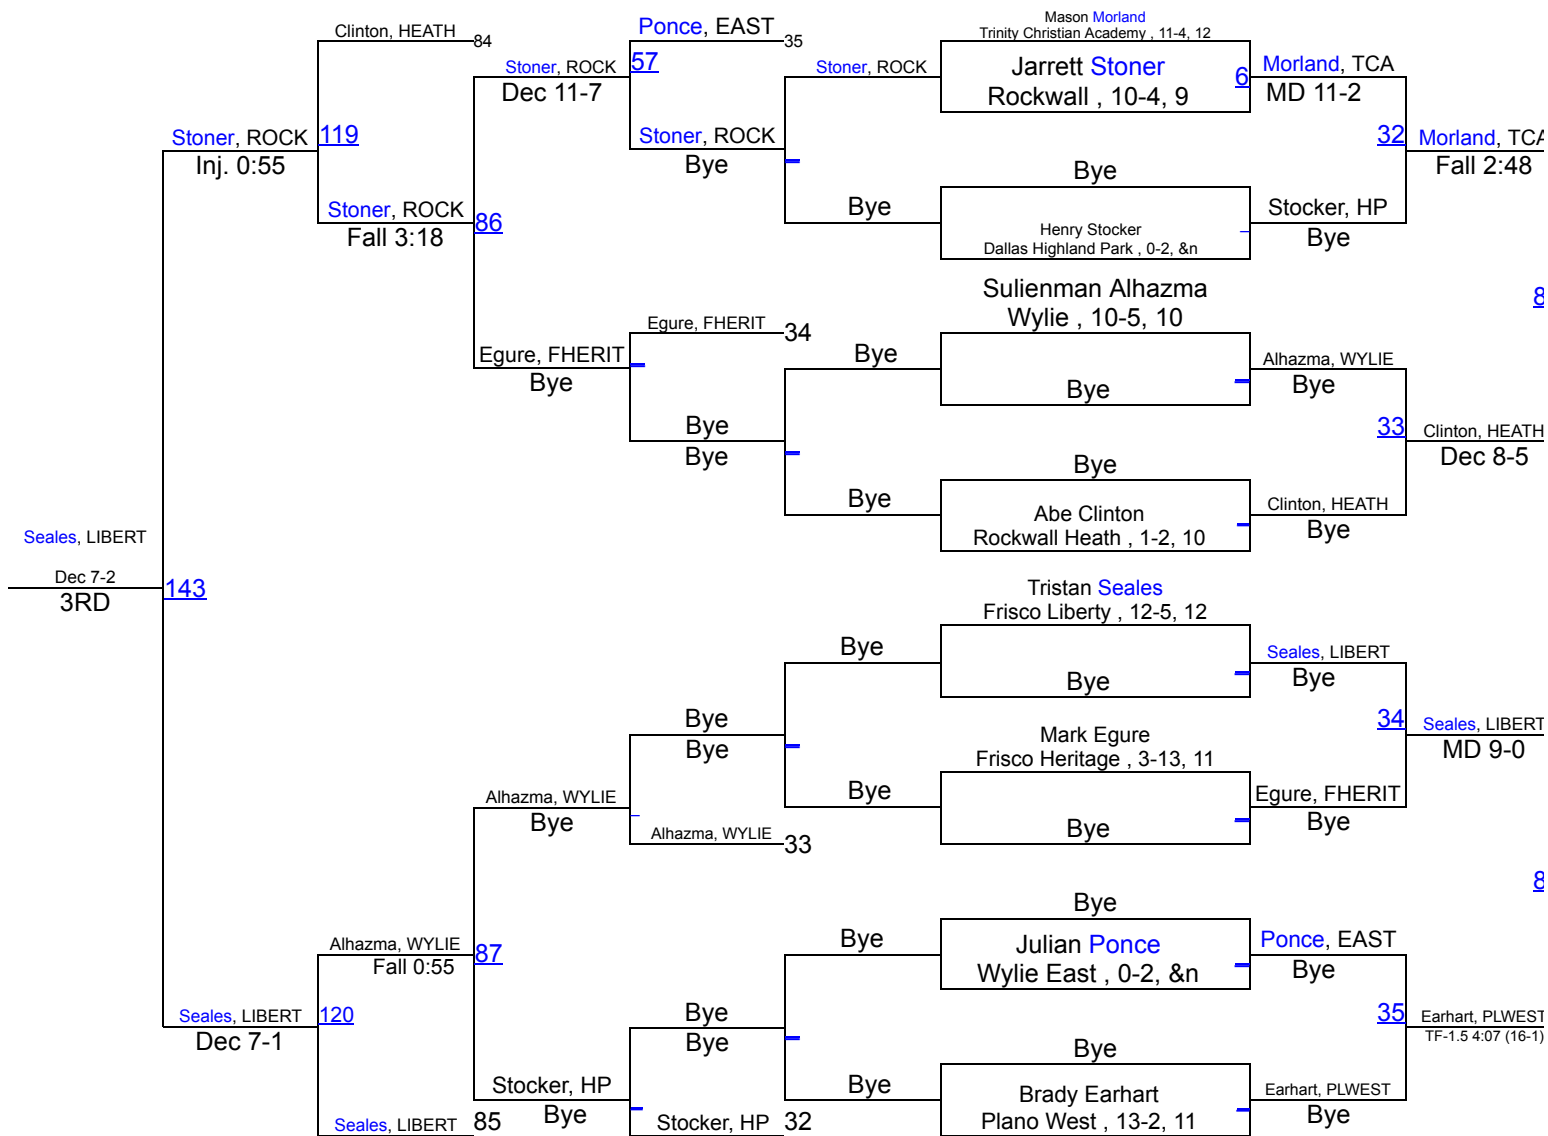 Mason Morland
Trinity Christian Academy , 11-4, 12
Clinton, HEATH 84
Ponce, EAST 35
Stoner, ROCK 57
Dec 11-7
Stoner, ROCK
Jarrett Stoner
Rockwall , 10-4, 9
6
Morland, TCA
MD 11-2
Stoner, ROCK 119
Inj. 0:55
Stoner, ROCK
Bye
32
Morland, TCA
Fall 2:48
Bye
Stoner, ROCK
Fall 3:18
86
Bye
Henry Stocker
Dallas Highland Park , 0-2, &n
Stocker, HP
Bye
Sulienman Alhazma
Wylie , 10-5, 10
8
Egure, FHERIT 34
Egure, FHERIT
Bye
Bye
Bye
Alhazma, WYLIE
Bye
Bye
Bye
33
Clinton, HEATH
Dec 8-5
Bye
Bye
Abe Clinton
Rockwall Heath , 1-2, 10
Clinton, HEATH
Bye
Seales, LIBERT
Dec 7-2
3RD
143
Tristan Seales
Frisco Liberty , 12-5, 12
Bye
Bye
Seales, LIBERT
Bye
Bye
Bye
Mark Egure
Frisco Heritage , 3-13, 11
34
Seales, LIBERT
MD 9-0
Alhazma, WYLIE
Bye
Bye
Bye
Egure, FHERIT
Bye
Alhazma, WYLIE 33
8
Bye
Alhazma, WYLIE
Fall 0:55
87
Bye
Julian Ponce
Wylie East , 0-2, &n
Ponce, EAST
Bye
Seales, LIBERT
Dec 7-1
120
Bye
Bye
35
Earhart, PLWEST
TF-1.5 4:07 (16-1)
Bye
Stocker, HP
Bye
Bye
Brady Earhart
Plano West , 13-2, 11
Earhart, PLWEST
Bye
Seales, LIBERT 85
Stocker, HP 32